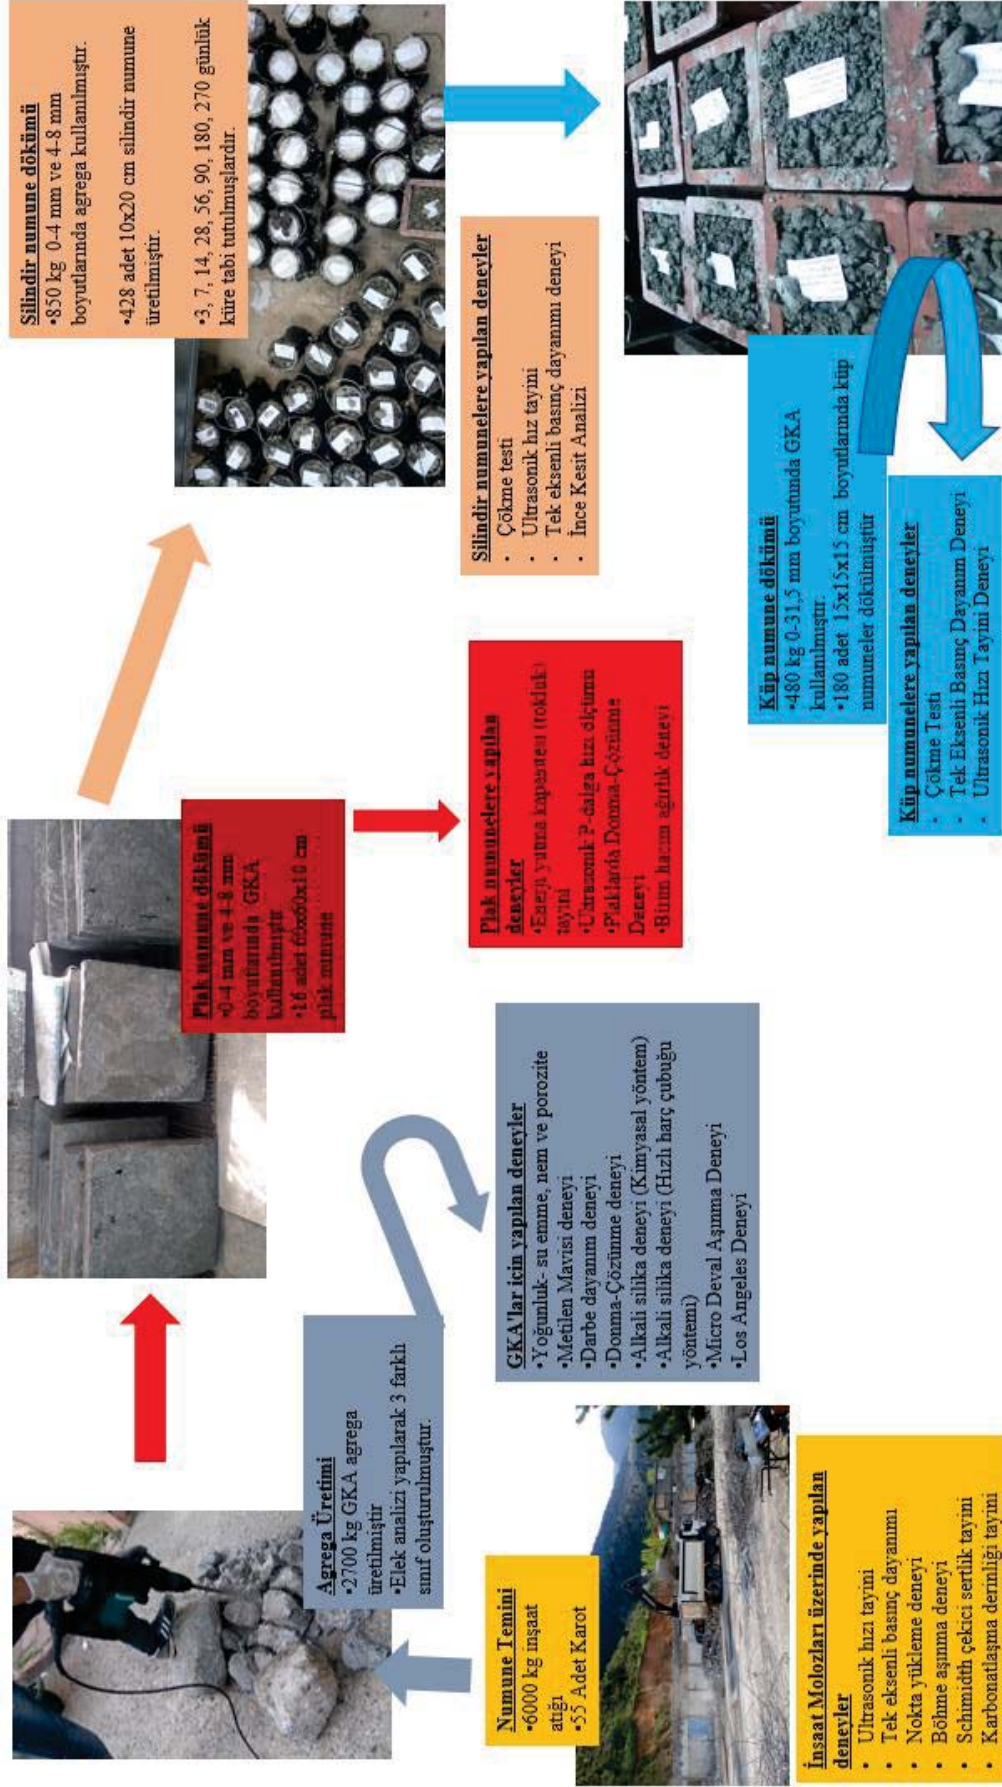 Numune Temini
•6000 kg inşaat
atığı
•55 Adet Karot
İnşaat Molozları üzerinde yapılan
deneyler
• Ultrasonik hızı tayini
• Tek eksenli basınç dayanımı
• Nokta yükleme deneyi
• Böhme aşınma deneyi
• Schimidth çekici sertlik tayini
• Karbonatlaşma derinliği tayini
Agrega Üretimi
•2700 kg GKA agrega
üretilmiştir
•Elek analizi yapılarak 3 farklı
sınıf oluşturulmuştur.
GKA'lar için yapılan deneyler
•Yoğunluk- su emme, nem ve porozite
•Metilen Mavisi deneyi
•Darbe dayanım deneyi
•Donma-Çözünme deneyi
•Alkali silika deneyi (Kimyasal yöntem)
•Alkali silika deneyi (Hızlı harç çubuğu
yöntemi)
•Micro Deval Aşınma Deneyi
•Los Angeles Deneyi
Plak numune dökümü
•0-4 mm ve 4-8 mm
boyutlarında GKA
kullanılmıştır
•16 adet 60x60x10 cm
plak numune
Plak numunelere yapılan
deneyler
•Enerji yutma kapasitesi (tokluk)
tayini
•Ultrasonik P-dalga hızı ölçümü
•Plaklarda Donma-Çözünme
Deneyi
•Birim hacim ağırlık deneyi
Silindir numune dökümü
•850 kg 0-4 mm ve 4-8 mm
boyutlarında agrega kullanılmıştır.
•428 adet 10x20 cm silindir numune
üretilmiştir.
•3, 7, 14, 28, 56, 90, 180, 270 günlük
küre tabi tutulmuşlardır.
Silindir numunelere yapılan deneyler
• Çökme testi
• Ultrasonik hız tayini
• Tek eksenli basınç dayanımı deneyi
• İnce Kesit Analizi
Küp numune dökümü
•480 kg 0-31,5 mm boyutunda GKA
kullanılmıştır.
•180 adet 15x15x15 cm boyutlarında küp
numuneler dökülmüştür
Küp numunelere yapılan deneyler
• Çökme Testi
• Tek Eksenli Basınç Dayanım Deneyi
• Ultrasonik Hızı Tayini Deneyi